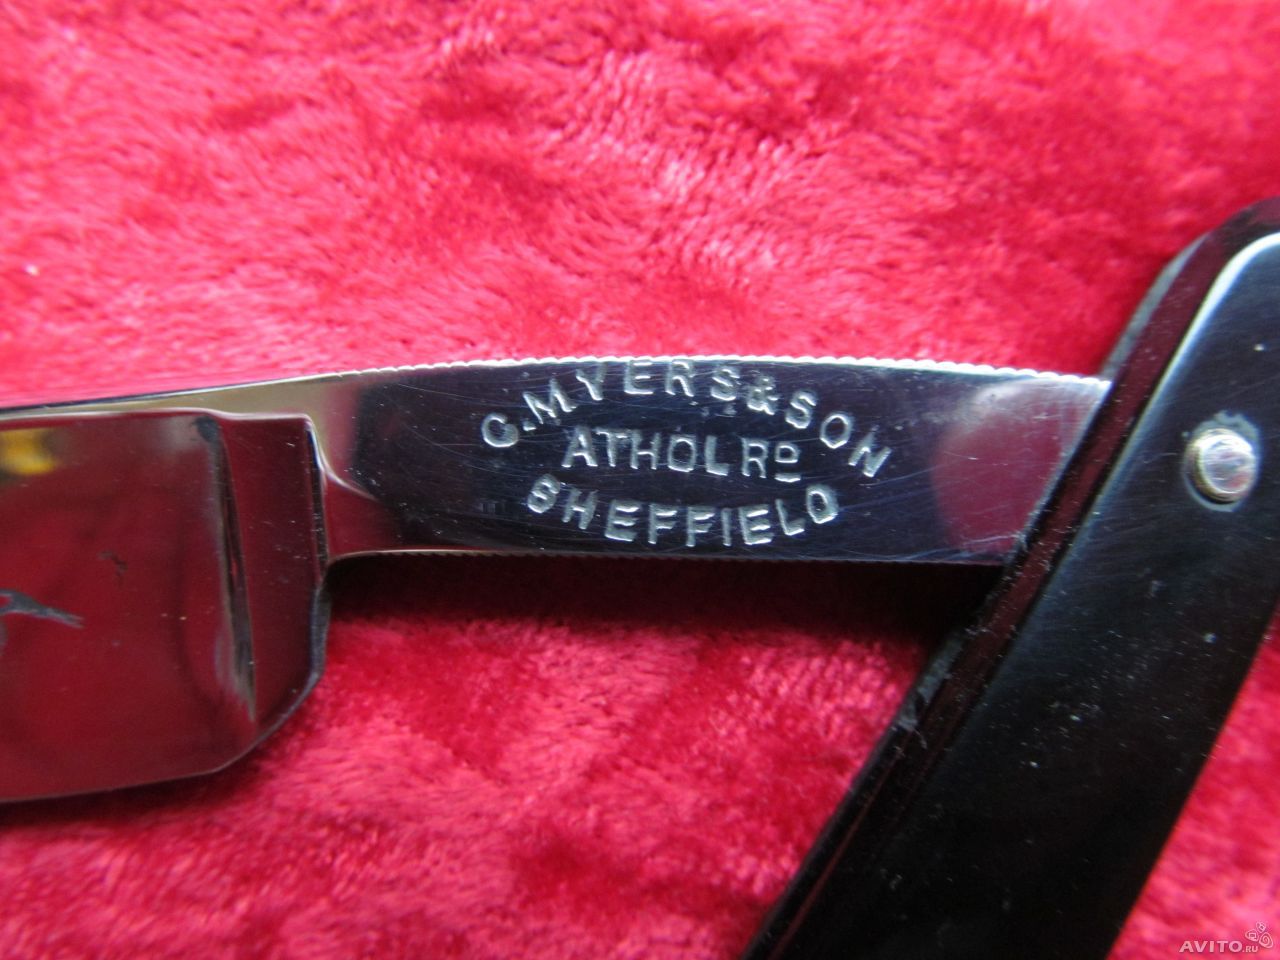 G.MYERS&SON
ATHOL RD
SHEFFIELD
AVITO.RU